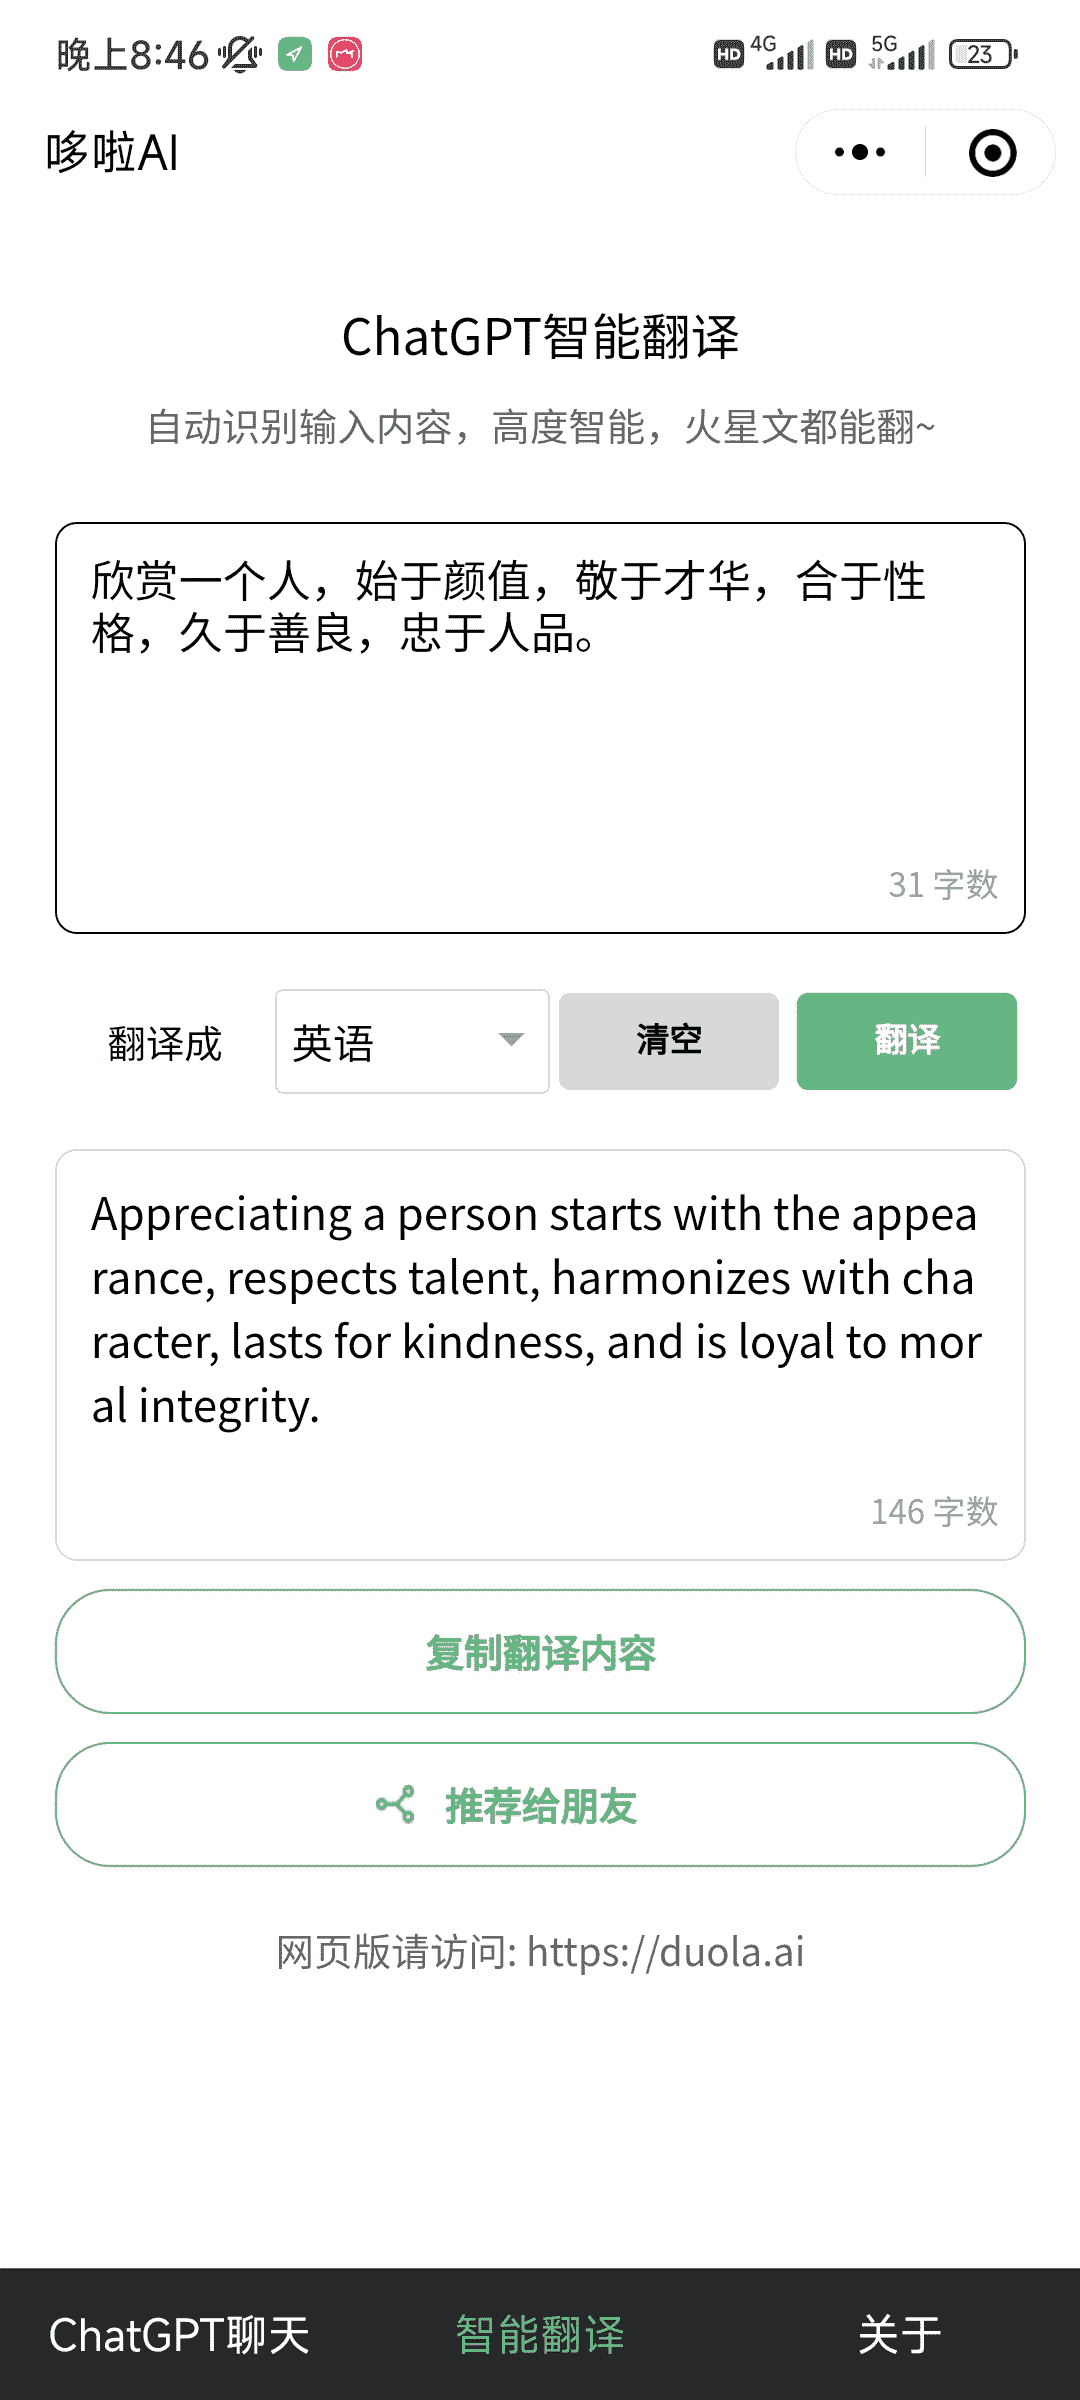 晚上8:46 HD 4G HD 5G 23
哆啦AI
ChatGPT智能翻译
自动识别输入内容，高度智能，火星文都能翻~
欣赏一个人，始于颜值，敬于才华，合于性
格，久于善良，忠于人品。
31 字数
翻译成 英语 清空 翻译
Appreciating a person starts with the appea
rance, respects talent, harmonizes with cha
racter, lasts for kindness, and is loyal to mor
al integrity.
146 字数
复制翻译内容
推荐给朋友
网页版请访问: https://duola.ai
ChatGPT聊天 智能翻译 关于